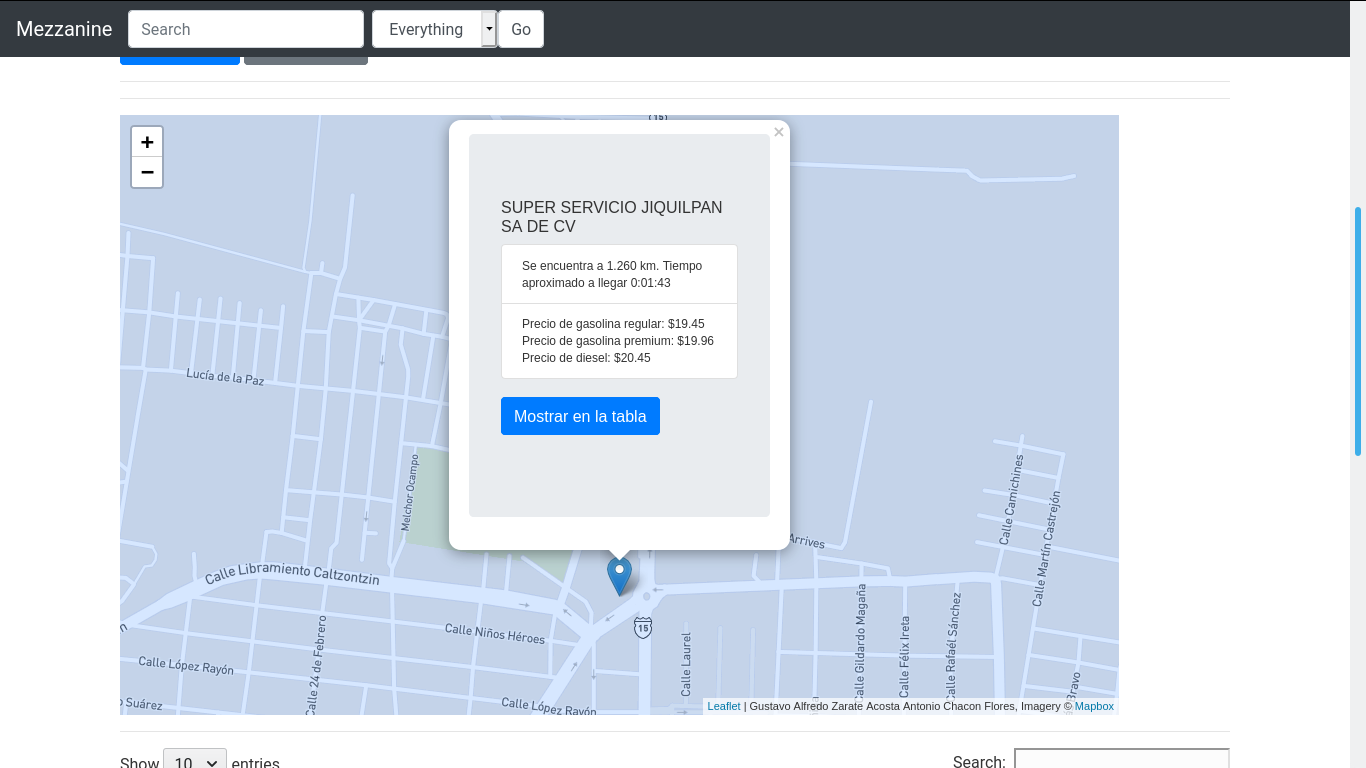 Mezzanine
Search
Everything
Go
+
−
15
×
SUPER SERVICIO JIQUILPAN
SA DE CV
Se encuentra a 1.260 km. Tiempo
aproximado a llegar 0:01:43
Precio de gasolina regular: $19.45
Precio de gasolina premium: $19.96
Precio de diesel: $20.45
Mostrar en la tabla
Lucía de la Paz
Melchor Ocampo
Arrives
Calle Camichines
Calle Martín Castrejón
Calle Libramiento Caltzontzin
15
Calle Niños Héroes
Calle López Rayón
Calle 24 de Febrero
Calle Laurel
Calle Gildardo Magaña
Calle Félix Ireta
Calle Rafaél Sánchez
Bravo
Suárez
Calle López Rayón
Leaflet | Gustavo Alfredo Zarate Acosta Antonio Chacon Flores, Imagery © Mapbox
Show 10 entries
Search: